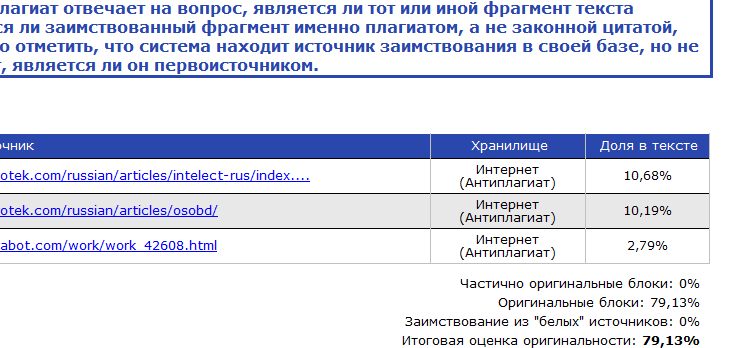 лагиат отвечает на вопрос, является ли тот или иной фрагмент текста
ся ли заимствованный фрагмент именно плагиатом, а не законной цитатой,
о отметить, что система находит источник заимствования в своей базе, но не
, является ли он первоисточником.
очник Хранилище Доля в тексте
otek.com/russian/articles/intelect-rus/index.... Интернет (Антиплагиат) 10,68%
otek.com/russian/articles/osobd/ Интернет (Антиплагиат) 10,19%
abot.com/work/work_42608.html Интернет (Антиплагиат) 2,79%
Частично оригинальные блоки: 0%
Оригинальные блоки: 79,13%
Заимствование из "белых" источников: 0%
Итоговая оценка оригинальности: 79,13%